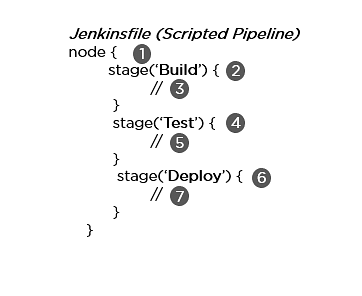 Jenkinsfile (Scripted Pipeline)
node { 1
stage(‘Build’) { 2
// 3
}
stage(‘Test’) { 4
// 5
}
stage(‘Deploy’) { 6
// 7
}
}